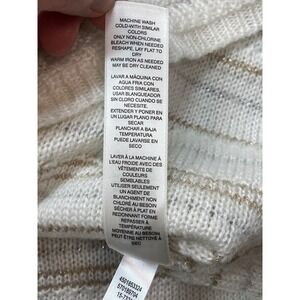 MACHINE WASH
COLD-WITH SIMILAR
COLORS
ONLY NON-CHLORINE
BLEACH WHEN NEEDED
RESHAPE, LAY FLAT TO
DRY
WARM IRON AS NEEDED
MAY BE DRY CLEANED
LAVAR A MÁQUINA CON
AGUA FRÍA Y CON
COLORES SIMILARES,
USAR BLANQUEADOR
SIN CLORO CUANDO SE
NECESITE.
EXTENDER Y PONER EN
UN LUGAR PLANO PARA
SECAR
PLANCHAR A BAJA
TEMPERATURA
PUEDE LAVARSE EN
SECO
LAVER À LA MACHINE À
L'EAU FROIDE AVEC DES
VÊTEMENTS DE
COULEURS
SEMBLABLES
UTILISER SEULEMENT
UN AGENT DE
BLANCHIMENT NON
CHLORÉ AU BESOIN
SÉCHER À PLAT EN
REDONNANT FORME
REPASSER À
TEMPÉRATURE
MOYENNE AU BESOIN
PEUT ÊTRE NETTOYÉ À
SEC